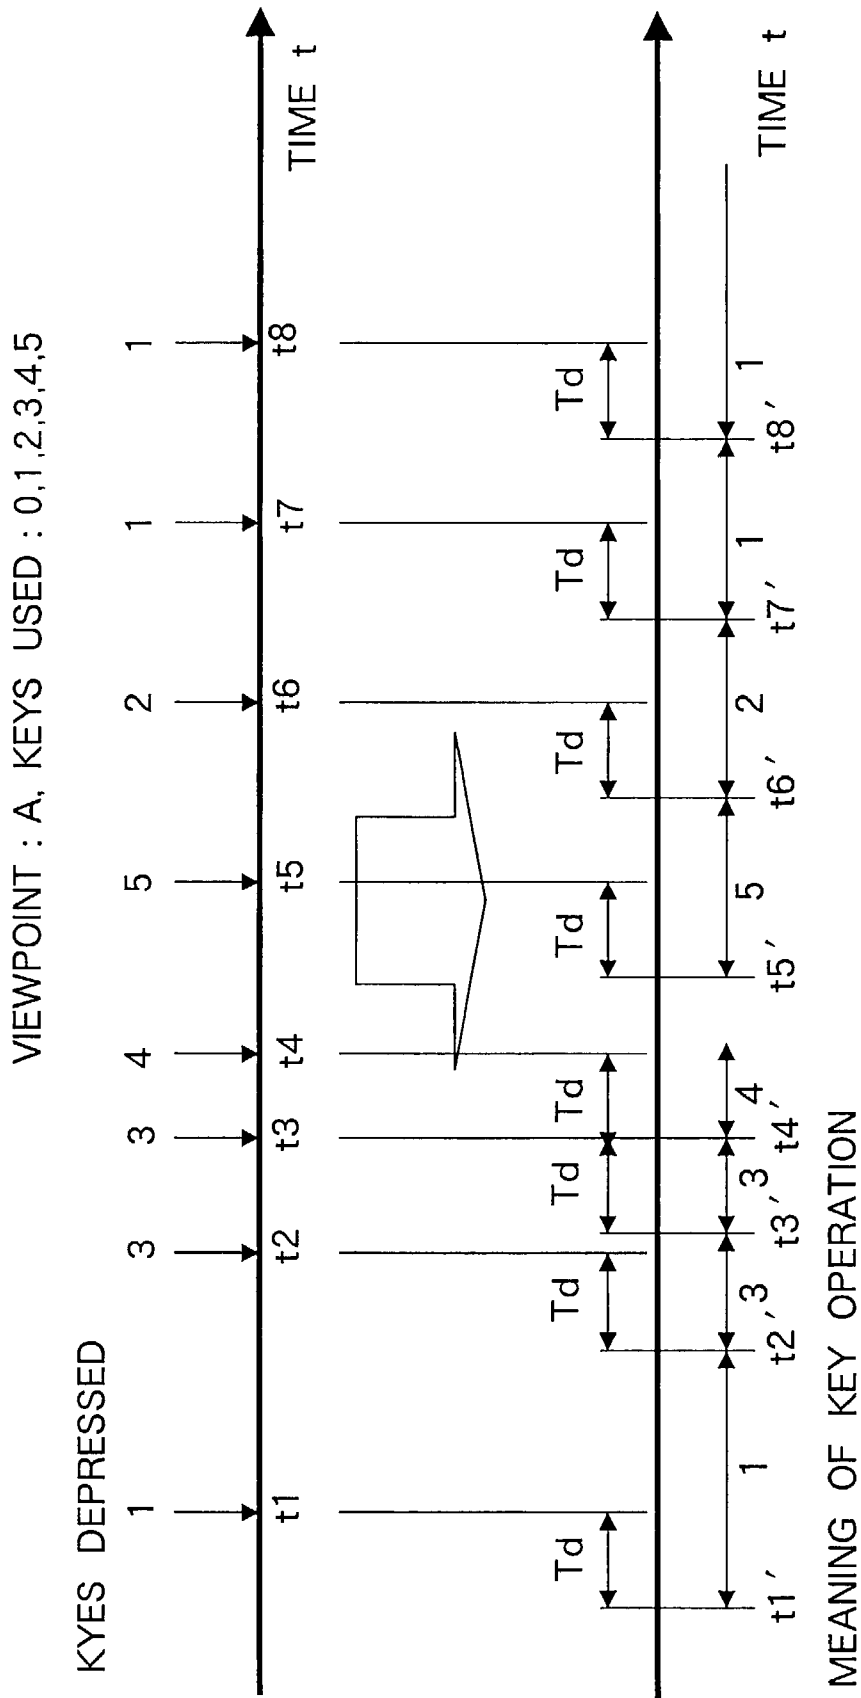 VIEWPOINT : A, KEYS USED : 0,1,2,3,4,5
KYES DEPRESSED
1 3 3 4 5 2 1 1
t1 t2 t3 t4 t5 t6 t7 t8
TIME t
Td Td Td Td Td Td Td Td
1 3 3 4 5 2 1 1
t1′ t2′ t3′ t4′ t5′ t6′ t7′ t8′
TIME t
MEANING OF KEY OPERATION